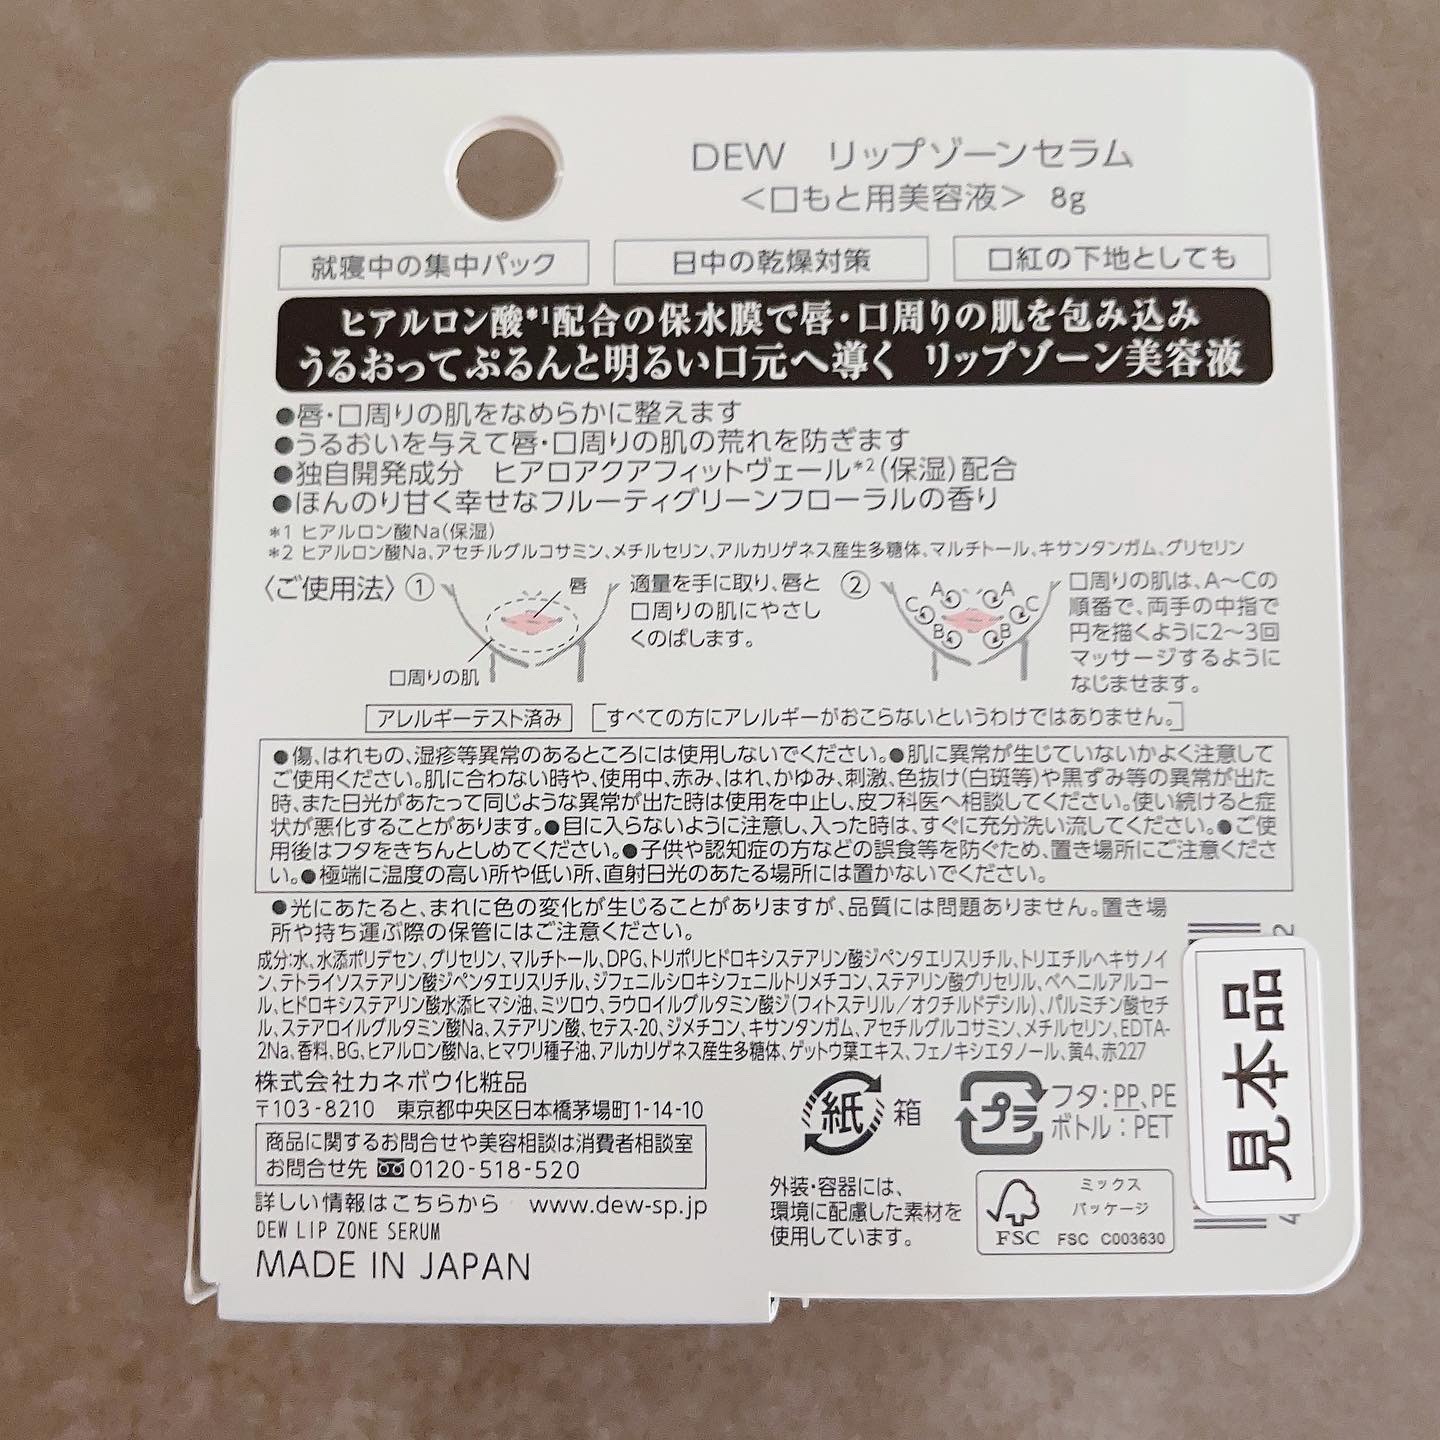 DEW リップゾーンセラム
＜口もと用美容液＞ 8g
就寝中の集中パック
日中の乾燥対策
口紅の下地としても
ヒアルロン酸*1配合の保水膜で唇・口周りの肌を包み込み
うるおってぷるんと明るい口元へ導く リップゾーン美容液
●唇・口周りの肌をなめらかに整えます
●うるおいを与えて唇・口周りの肌の荒れを防ぎます
●独自開発成分 ヒアロアクアフィットヴェール*2(保湿)配合
●ほんのり甘く幸せなフルーティグリーンフローラルの香り
*1 ヒアルロン酸Na(保湿)
*2 ヒアルロン酸Na、アセチルグルコサミン、メチルセリン、アルカリゲネス産生多糖体、マルチトール、キサンタンガム、グリセリン
〈ご使用法〉①
唇
口周りの肌
適量を手に取り、唇と
口周りの肌にやさし
くのばします。
②
A A
C C
B B
口周りの肌は、A〜Cの
順番で、両手の中指で
円を描くように2〜3回
マッサージするように
なじませます。
アレルギーテスト済み
[すべての方にアレルギーがおこらないというわけではありません。]
●傷、はれもの、湿疹等異常のあるところには使用しないでください。●肌に異常が生じていないかよく注意して
ご使用ください。肌に合わない時や、使用中、赤み、はれ、かゆみ、刺激、色抜け(白斑等)や黒ずみ等の異常が出た
時、また日光があたって同じような異常が出た時は使用を中止し、皮フ科医へ相談してください。使い続けると症
状が悪化することがあります。●目に入らないように注意し、入った時は、すぐに充分洗い流してください。●ご使
用後はフタをきちんとしめてください。●子供や認知症の方などの誤食等を防ぐため、置き場所にご注意くださ
い。●極端に温度の高い所や低い所、直射日光のあたる場所には置かないでください。
●光にあたると、まれに色の変化が生じることがありますが、品質には問題ありません。置き場
所や持ち運ぶ際の保管にはご注意ください。
成分:水、水添ポリデセン、グリセリン、マルチトール、DPG、トリポリヒドロキシステアリン酸ジペンタエリスリチル、トリエチルヘキサノイ
ン、テトライソステアリン酸ジペンタエリスリチル、ジフェニルシロキシフェニルトリメチコン、ステアリン酸グリセリル、ベヘニルアルコー
ル、ヒドロキシステアリン酸水添ヒマシ油、ミツロウ、ラウロイルグルタミン酸ジ(フィトステリル/オクチルドデシル)、パルミチン酸セチ
ル、ステアロイルグルタミン酸Na、ステアリン酸、セテス-20、ジメチコン、キサンタンガム、アセチルグルコサミン、メチルセリン、EDTA-
2Na、香料、BG、ヒアルロン酸Na、ヒマワリ種子油、アルカリゲネス産生多糖体、ゲットウ葉エキス、フェノキシエタノール、黄4、赤227
株式会社カネボウ化粧品
〒103-8210 東京都中央区日本橋茅場町1-14-10
商品に関するお問合せや美容相談は消費者相談室
お問合せ先 0120-518-520
詳しい情報はこちらから www.dew-sp.jp
DEW LIP ZONE SERUM
MADE IN JAPAN
紙 箱
プラ
フタ:PP、PE
ボトル:PET
外装・容器には、
環境に配慮した素材を
使用しています。
FSC
ミックス
パッケージ
FSC C003630
見本品